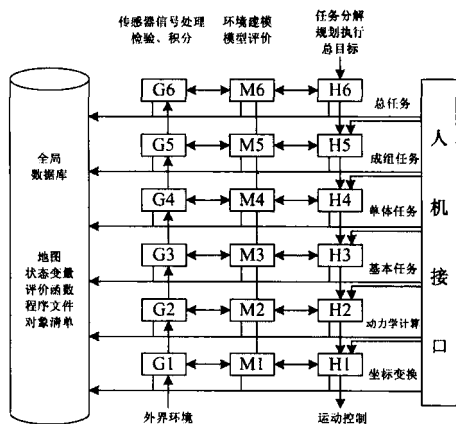 传感器信号处理 环境建模 任务分解
检验、积分 模型评价 规划执行
总目标
G6 M6 H6
总任务
G5 M5 H5
成组任务
G4 M4 H4
单体任务
G3 M3 H3
基本任务
G2 M2 H2
动力学计算
G1 M1 H1
坐标变换
外界环境 运动控制
全局
数据库
地图
状态变量
评价函数
程序文件
对象清单
人
机
接
口